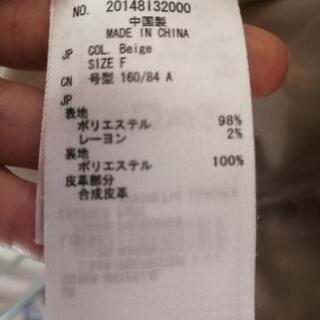 NO. 20148132000
中国製
MADE IN CHINA
JP COL. Beige
SIZE F
CN 号型 160/84 A
JP
表地
ポリエステル 98%
レーヨン 2%
裏地
ポリエステル 100%
皮革部分
合成皮革